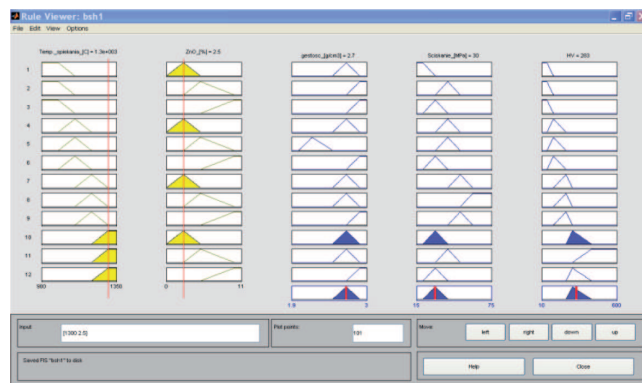 Rule Viewer: bsh1
File Edit View Options
Temp._spiekania_[C] = 1.3e+003
ZnO_[%] = 2.5
gestosc_[g/cm3] = 2.7
Sciskanie_[MPa] = 30
HV = 283
1
2
3
4
5
6
7
8
9
10
11
12
980 1350
0 11
1.9 3
15 75
10 600
Input: [1300 2.5]
Plot points: 101
Move: left right down up
Saved FIS "bsh1" to disk
Help Close